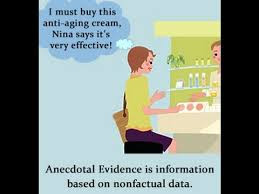 I must buy this
anti-aging cream,
Nina says it's
very effective!
Anecdotal Evidence is information
based on nonfactual data.